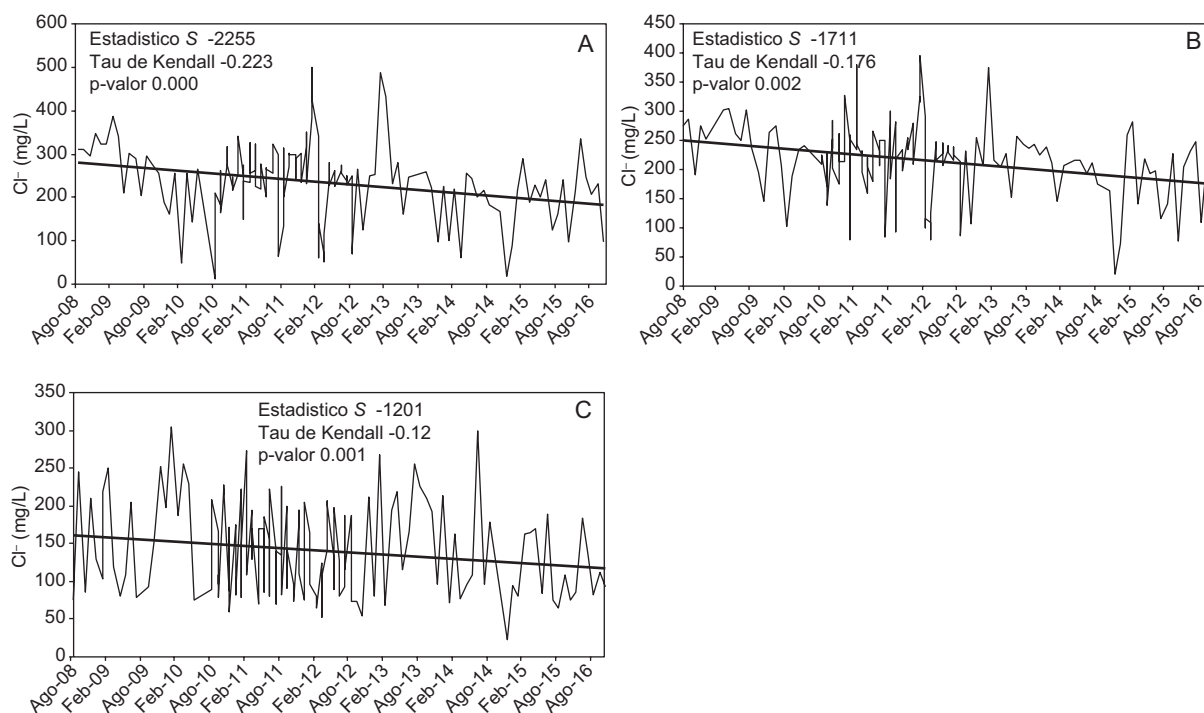 A
Estadistico S -2255
Tau de Kendall -0.223
p-valor 0.000
Cl⁻ (mg/L)
600
500
400
300
200
100
0
Ago-08
Feb-09
Ago-09
Feb-10
Ago-10
Feb-11
Ago-11
Feb-12
Ago-12
Feb-13
Ago-13
Feb-14
Ago-14
Feb-15
Ago-15
Ago-16
B
Estadistico S -1711
Tau de Kendall -0.176
p-valor 0.002
Cl⁻ (mg/L)
450
400
350
300
250
200
150
100
50
0
Ago-08
Feb-09
Ago-09
Feb-10
Ago-10
Feb-11
Ago-11
Feb-12
Ago-12
Feb-13
Ago-13
Feb-14
Ago-14
Feb-15
Ago-15
Ago-16
C
Estadistico S -1201
Tau de Kendall -0.12
p-valor 0.001
Cl⁻ (mg/L)
350
300
250
200
150
100
50
0
Ago-08
Feb-09
Ago-09
Feb-10
Ago-10
Feb-11
Ago-11
Feb-12
Ago-12
Feb-13
Ago-13
Feb-14
Ago-14
Feb-15
Ago-15
Ago-16